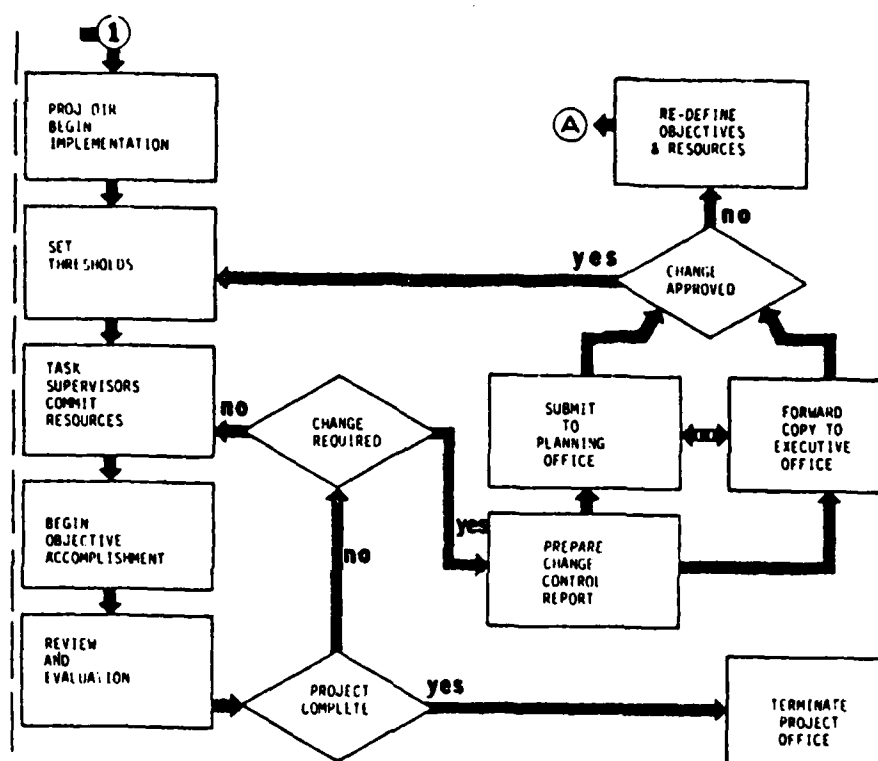 1
PROJ DIR
BEGIN
IMPLEMENTATION
SET
THRESHOLDS
TASK
SUPERVISORS
COMMIT
RESOURCES
BEGIN
OBJECTIVE
ACCOMPLISHMENT
REVIEW
AND
EVALUATION
PROJECT
COMPLETE
no
yes
CHANGE
REQUIRED
no
yes
PREPARE
CHANGE
CONTROL
REPORT
SUBMIT
TO
PLANNING
OFFICE
FORWARD
COPY TO
EXECUTIVE
OFFICE
CHANGE
APPROVED
yes
no
RE-DEFINE
OBJECTIVES
& RESOURCES
A
TERMINATE
PROJECT
OFFICE